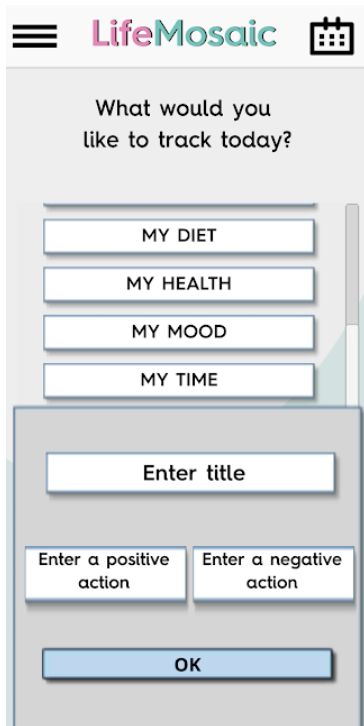 LifeMosaic
What would you
like to track today?
MY DIET
MY HEALTH
MY MOOD
MY TIME
Enter title
Enter a positive
action
Enter a negative
action
OK